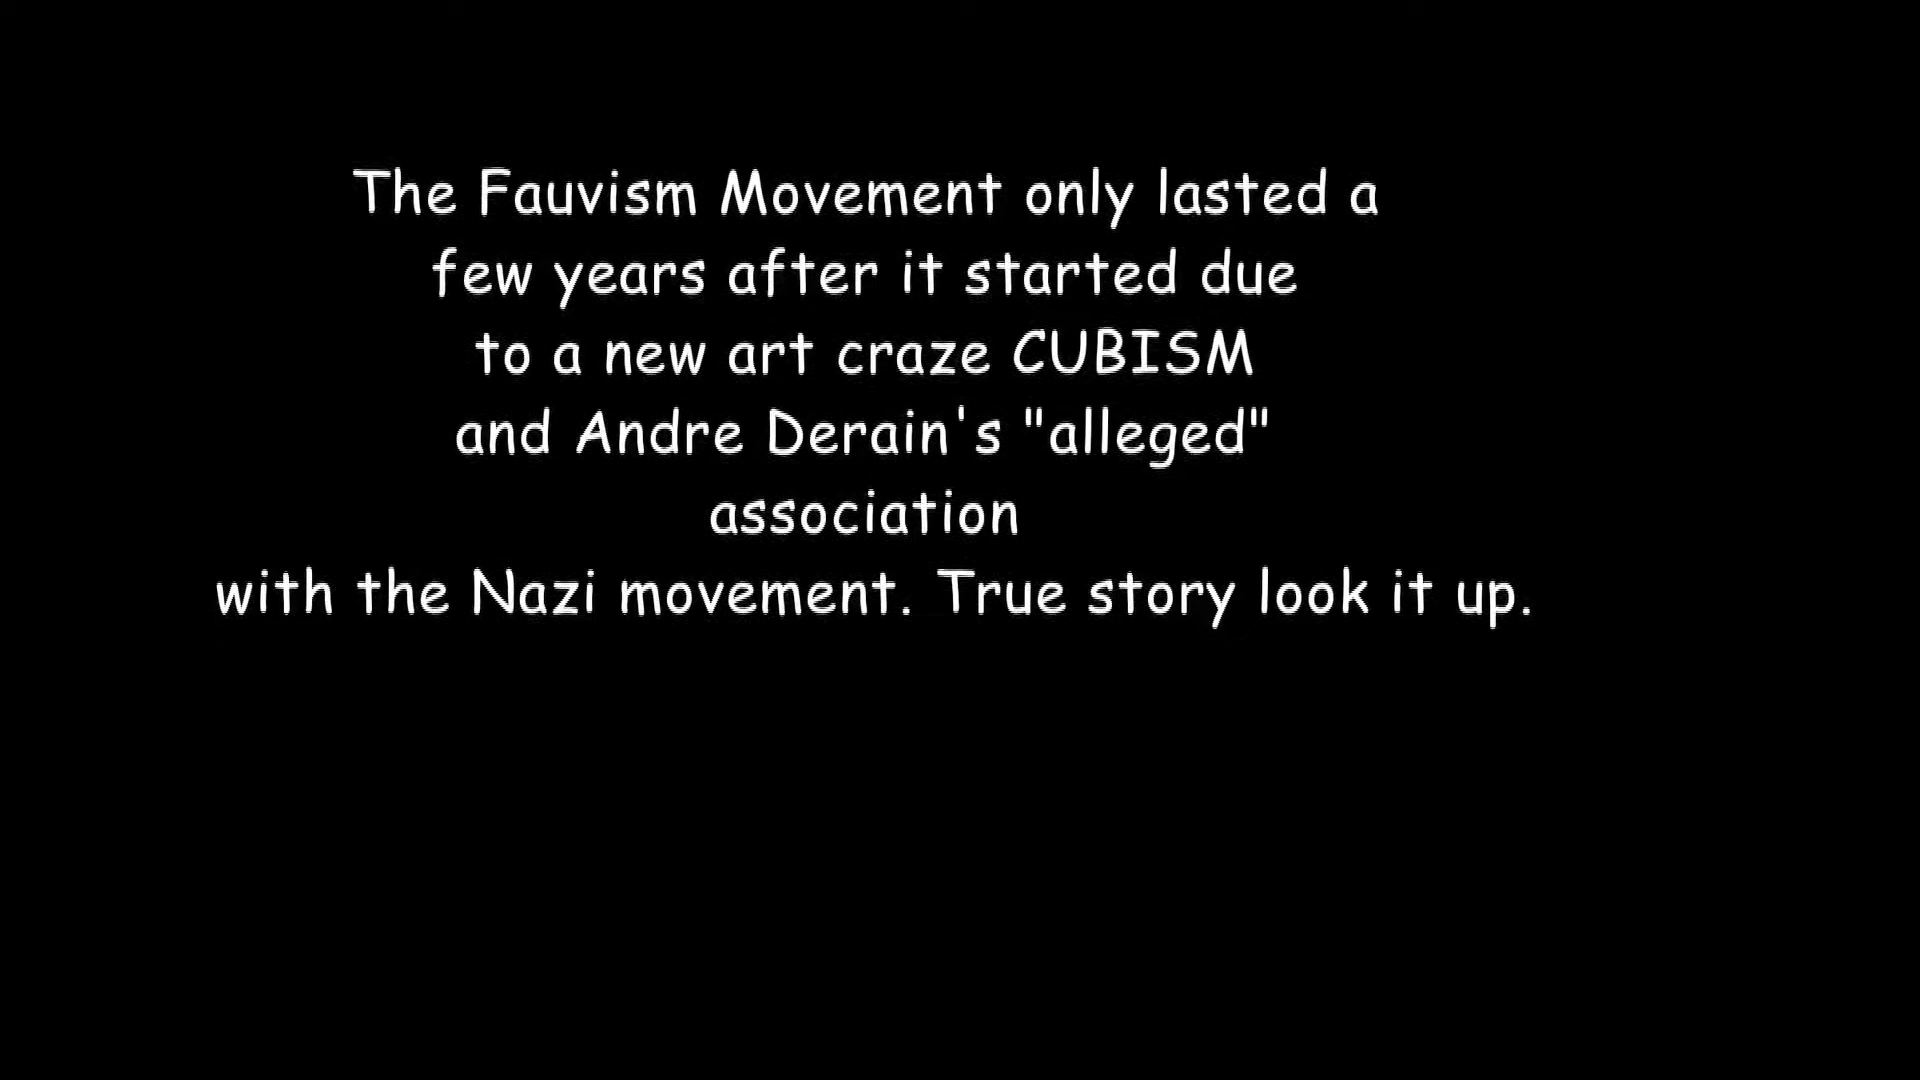 The Fauvism Movement only lasted a
few years after it started due
to a new art craze CUBISM
and Andre Derain's "alleged"
association
with the Nazi movement. True story look it up.